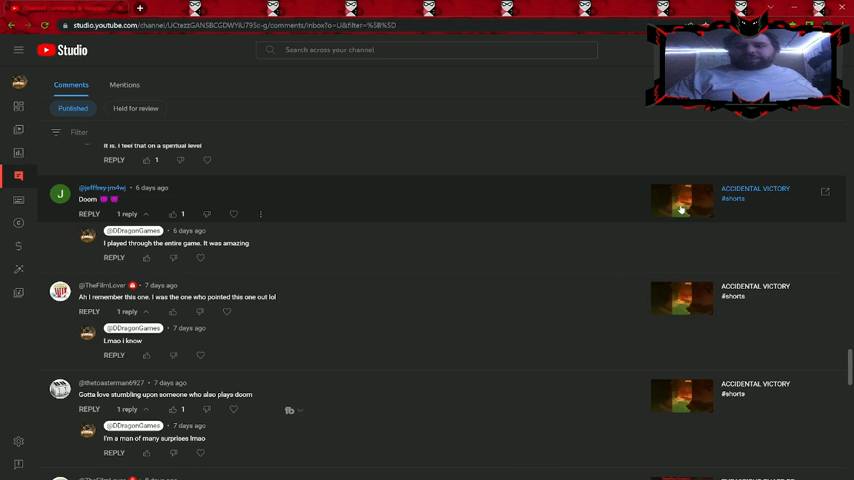 Channel comments & mentions
studio.youtube.com/channel/UCtezzGANSBCGDWYiU795c-g/comments/inbox?o=U&filter=%5B%5D
Studio
Search across your channel
Comments
Mentions
Published
Held for review
Filter
It is. I feel that on a spiritual level
REPLY 1
@jefffrey-jm4wj • 6 days ago
Doom 😈 😈
REPLY 1 reply 1
ACCIDENTAL VICTORY
#shorts
@DDragonGames • 6 days ago
I played through the entire game. It was amazing
REPLY
@TheFilmLover • 7 days ago
Ah I remember this one. I was the one who pointed this one out lol
REPLY 1 reply
ACCIDENTAL VICTORY
#shorts
@DDragonGames • 7 days ago
Lmao i know
REPLY
@thetoasterman6927 • 7 days ago
Gotta love stumbling upon someone who also plays doom
REPLY 1 reply 1
ACCIDENTAL VICTORY
#shorts
@DDragonGames • 7 days ago
I'm a man of many surprises lmao
REPLY